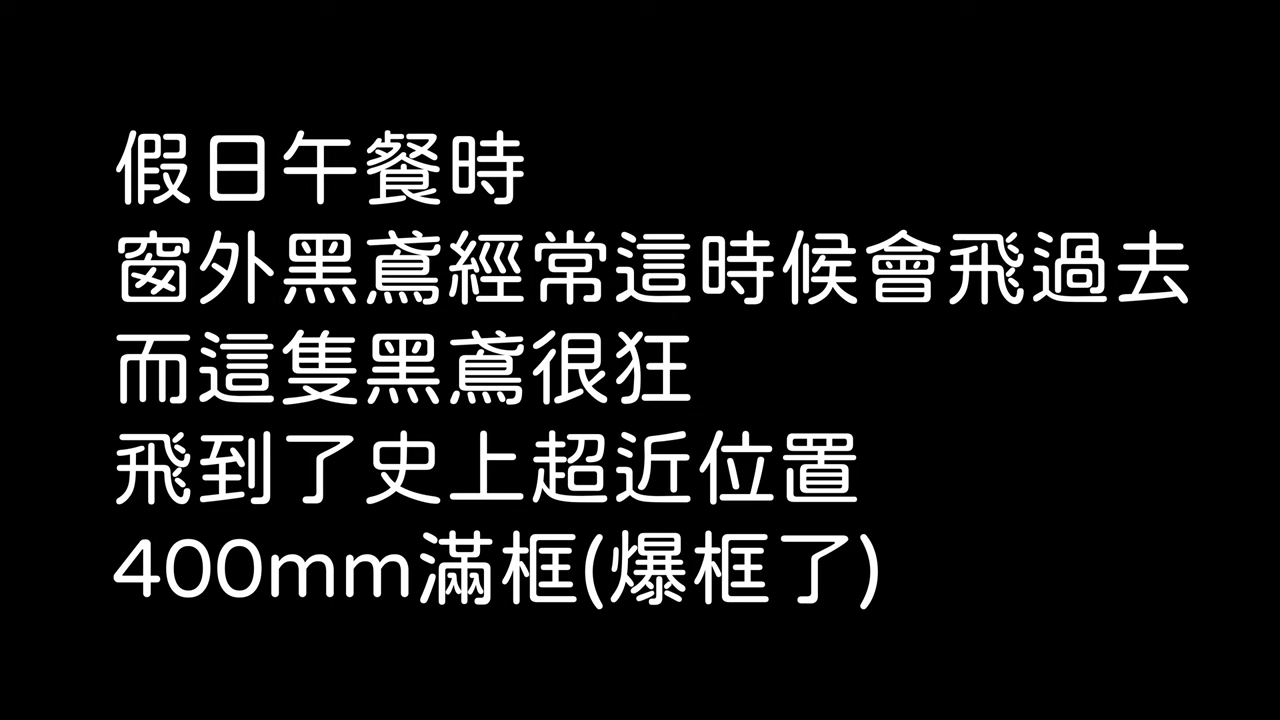 假日午餐時
窗外黑鳶經常這時候會飛過去
而這隻黑鳶很狂
飛到了史上超近位置
400mm滿框(爆框了)